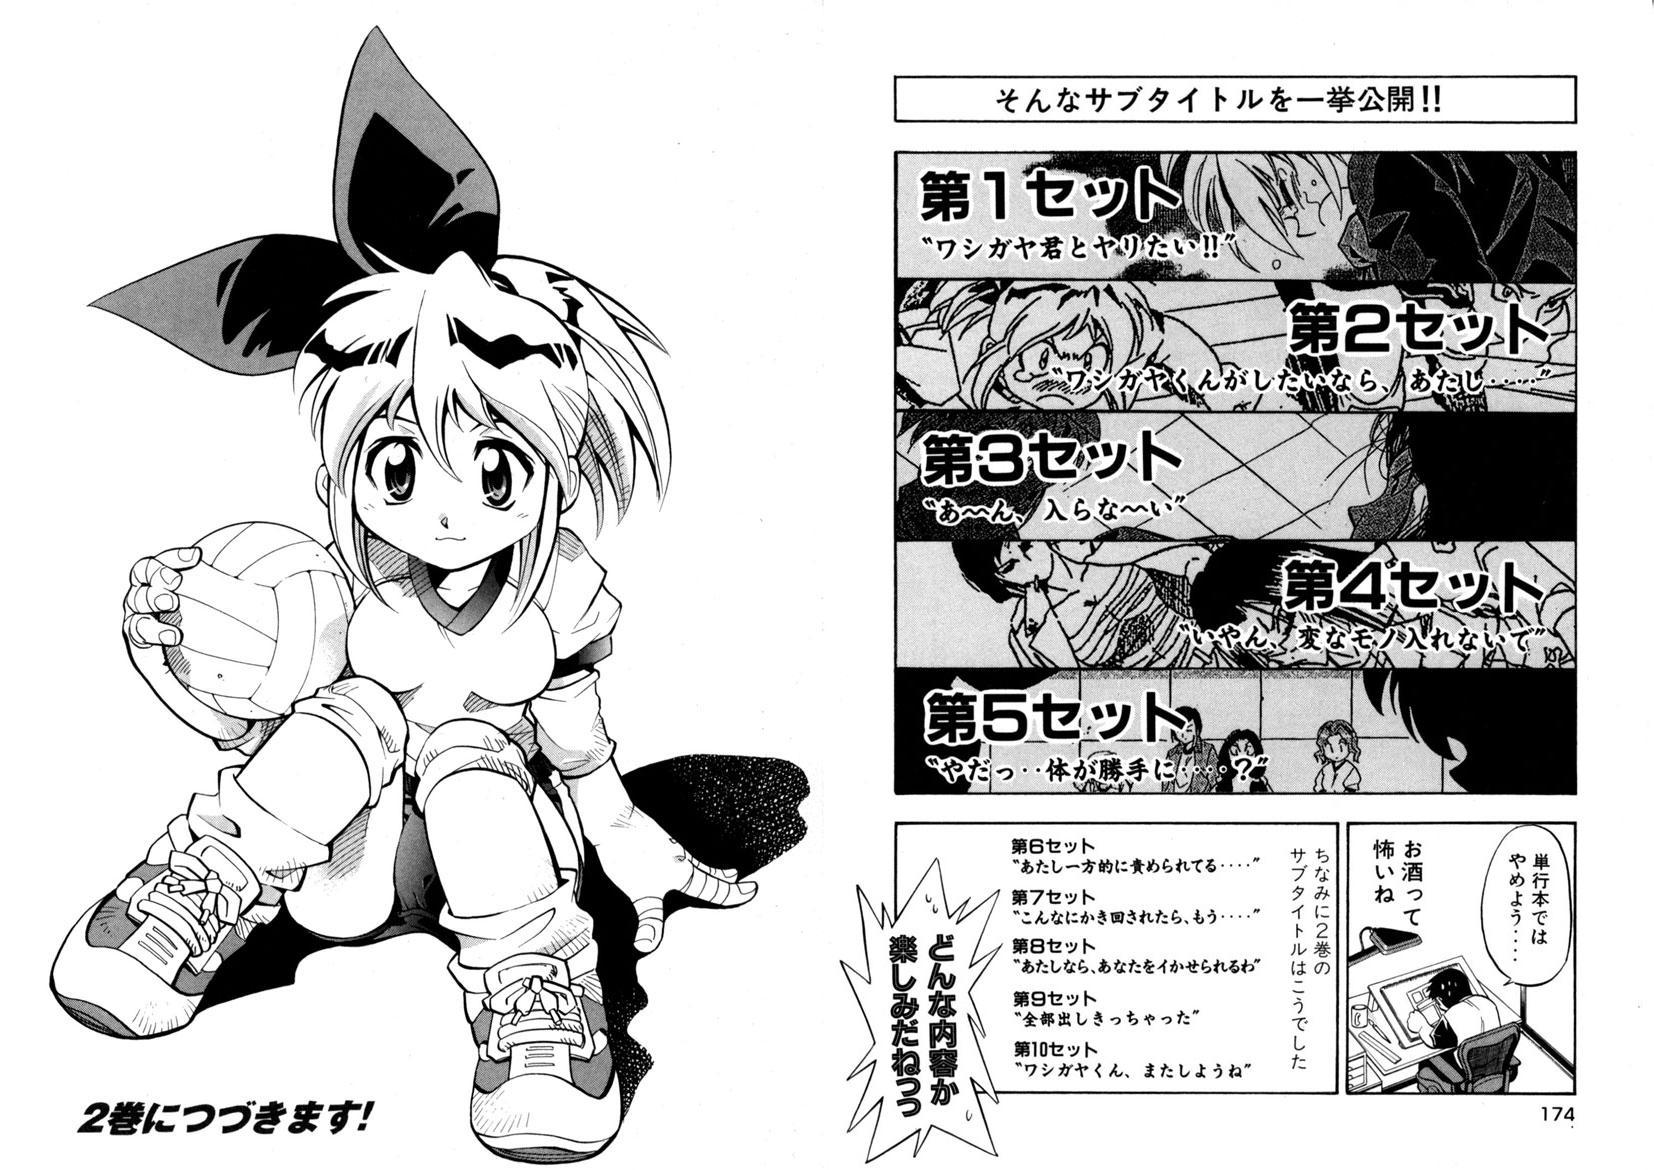 そんなサブタイトルを一挙公開!!
第1セット
〝ワシガヤ君とヤリたい!!〟
第2セット
〝ワシガヤくんがしたいなら、あたし‥‥〟
第3セット
〝あ〜〜ん、入らな〜〜い〟
第4セット
〝いやん、変なモノ入れないで〟
第5セット
〝やだっ‥体が勝手に‥‥?〟
単行本では
やめよう‥‥
お酒って
怖いね
ちなみに2巻の
サブタイトルはこうでした
第6セット
〝あたし一方的に責められてる‥‥〟
第7セット
〝こんなにかき回されたら、もう‥‥〟
第8セット
〝あたしなら、あなたをイかせられるわ〟
第9セット
〝全部出しきっちゃった〟
第10セット
〝ワシガヤくん、またしようね〟
どんな内容か
楽しみだねっっ
174
2巻につづきます!